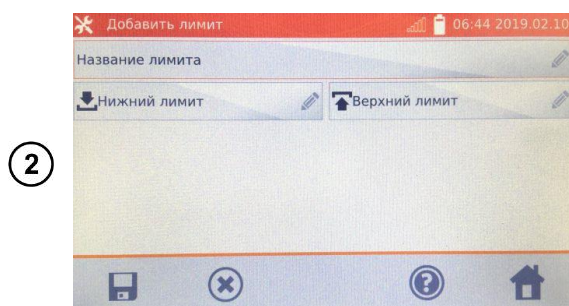 Добавить лимит 06:44 2019.02.10
Название лимита
Нижний лимит Верхний лимит
2